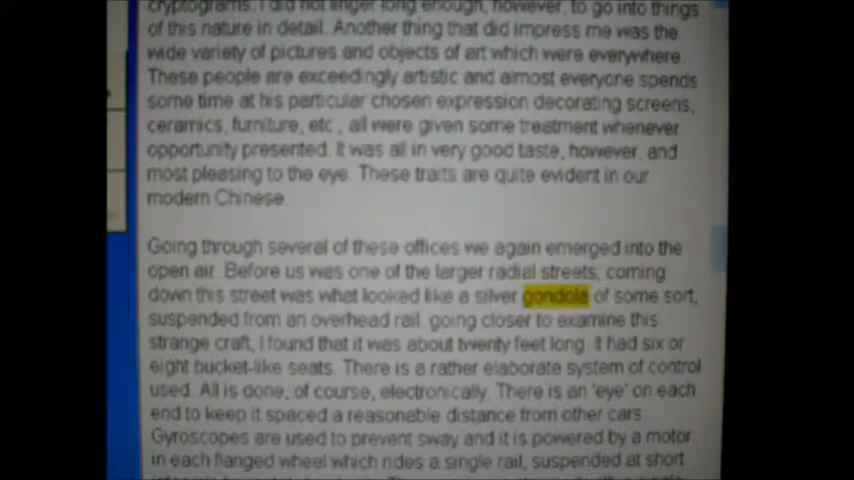 cryptograms. I did not linger long enough, however, to go into things
of this nature in detail. Another thing that did impress me was the
wide variety of pictures and objects of art which were everywhere
These people are exceedingly artistic and almost everyone spends
some time at his particular chosen expression decorating screens,
ceramics, furniture, etc., all were given some treatment whenever
opportunity presented. It was all in very good taste, however, and
most pleasing to the eye. These traits are quite evident in our
modern Chinese.
Going through several of these offices we again emerged into the
open air. Before us was one of the larger radial streets; coming
down this street was what looked like a silver gondola of some sort,
suspended from an overhead rail. going closer to examine this
strange craft, I found that it was about twenty feet long. It had six or
eight bucket-like seats. There is a rather elaborate system of control
used. All is done, of course, electronically. There is an 'eye' on each
end to keep it spaced a reasonable distance from other cars
Gyroscopes are used to prevent sway and it is powered by a motor
in each flanged wheel which rides a single rail, suspended at short